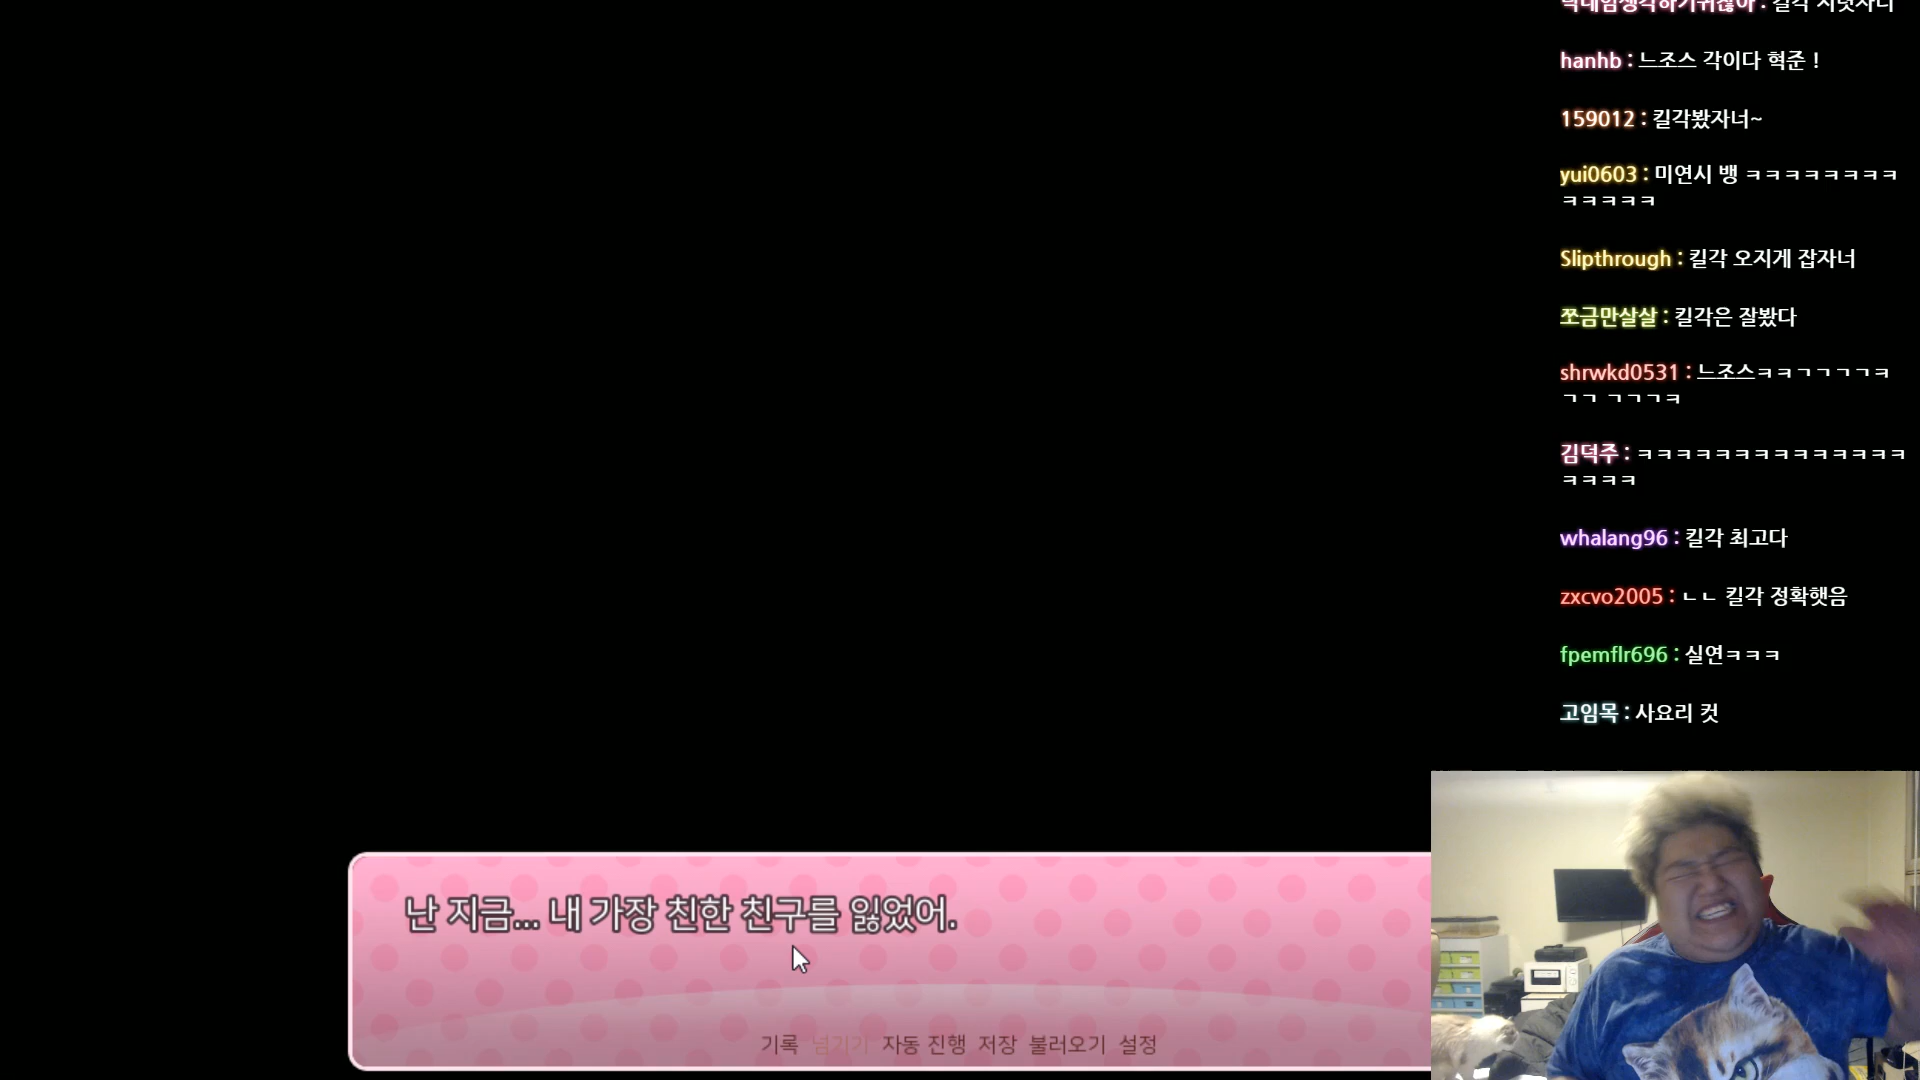 hanhb : 느조스 각이다 혁준 !
159012 : 킬각봤자너~
yui0603 : 미연시 뱅 ㅋㅋㅋㅋㅋㅋㅋㅋ
ㅋㅋㅋㅋㅋ
Slipthrough : 킬각 오지게 잡자너
쪼금만살살 : 킬각은 잘봤다
shrwkd0531 : 느조스ㅋㅋㄱㄱㄱㄱㅋ
ㄱㄱ ㄱㄱㄱㅋ
김덕주 : ㅋㅋㅋㅋㅋㅋㅋㅋㅋㅋㅋㅋㅋㅋ
ㅋㅋㅋㅋ
whalang96 : 킬각 최고다
zxcvo2005 : ㄴㄴ 킬각 정확햇음
fpemflr696 : 실연ㅋㅋㅋ
고임목 : 사요리 컷
난 지금... 내 가장 친한 친구를 잃었어.
기록 넘기기 자동 진행 저장 불러오기 설정